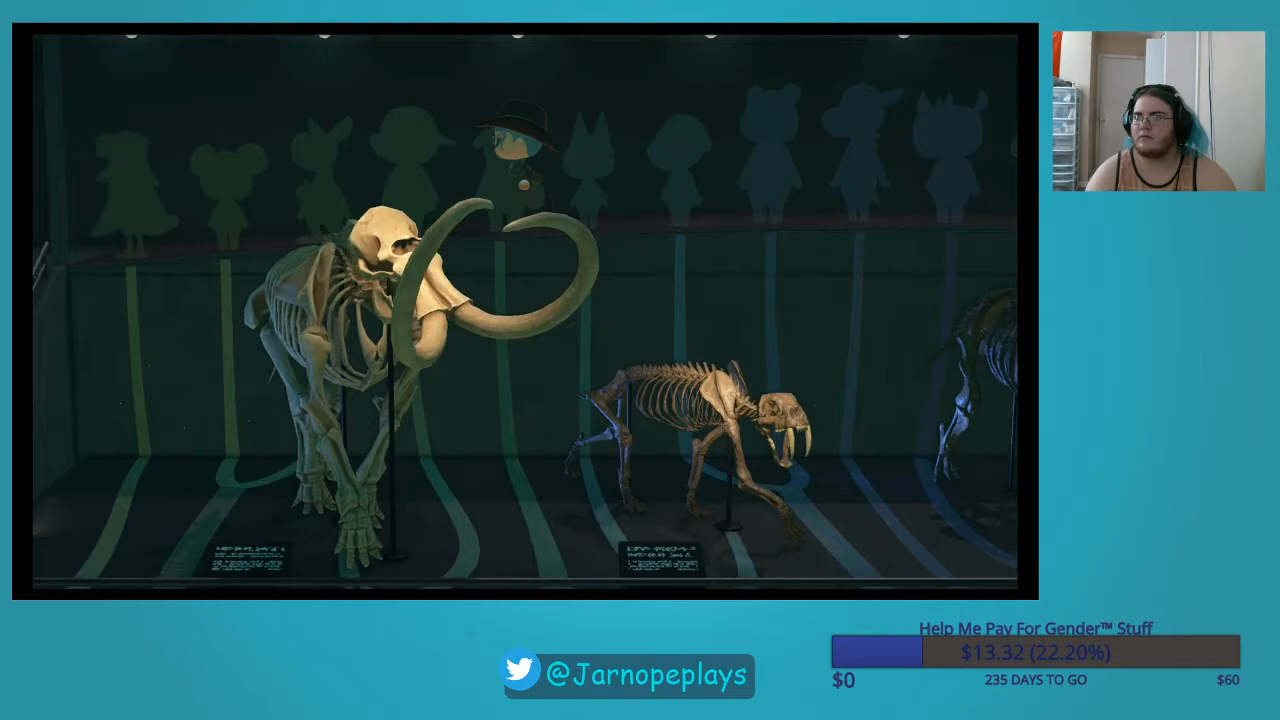 Help Me Pay For Gender™ Stuff
$13.32 (22.20%)
$0
235 DAYS TO GO
$60
@Jarnopeplays